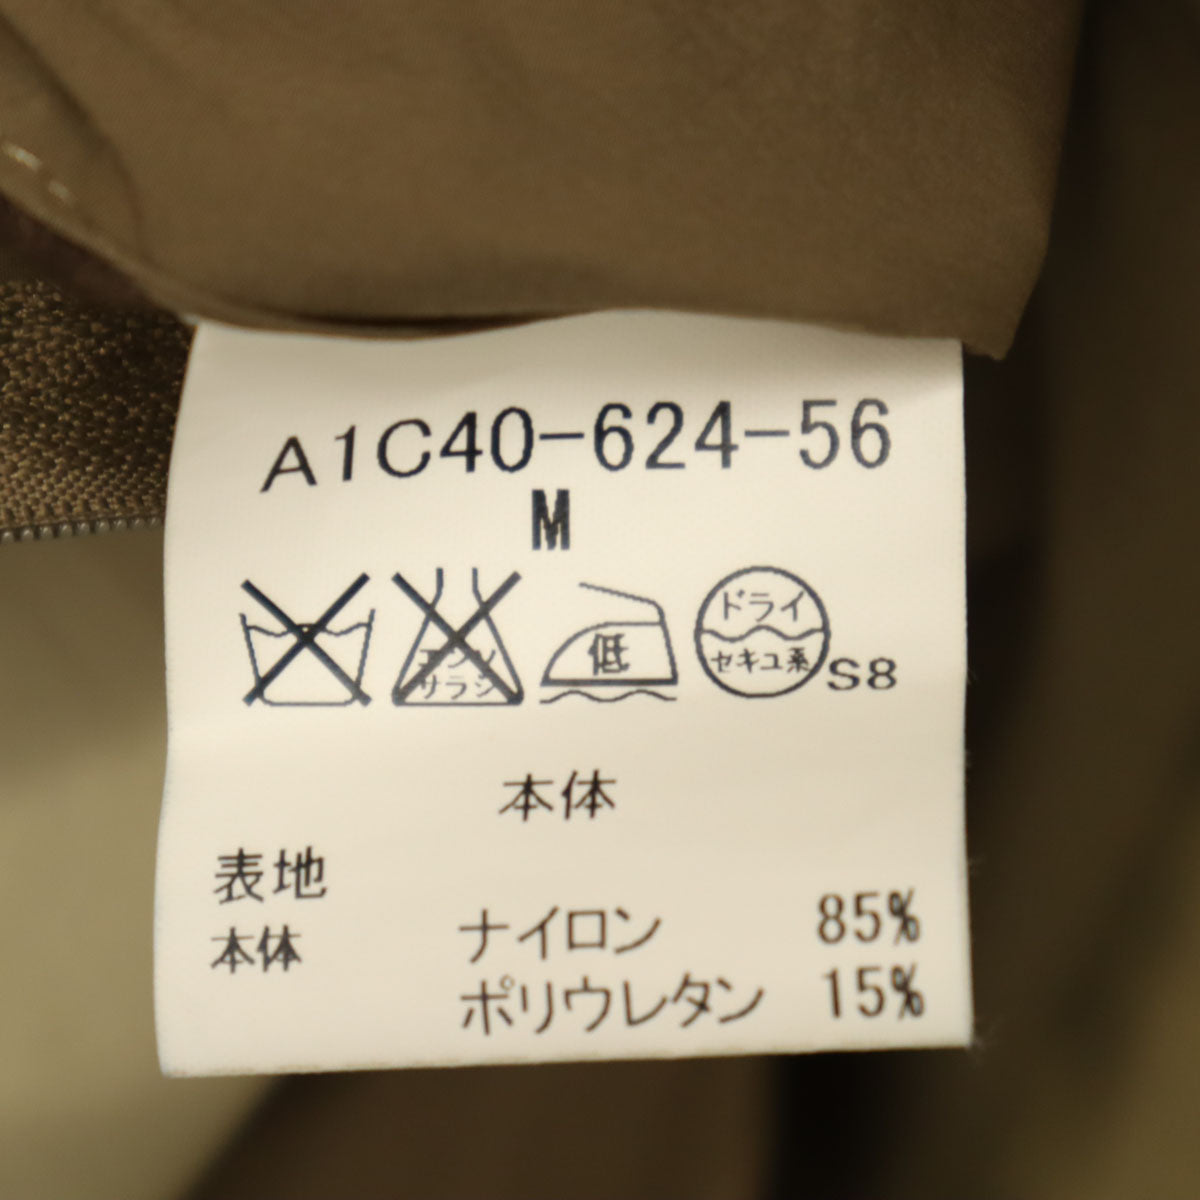 A1C40-624-56
M
エンソ
サラシ
低
ドライ
セキユ系
S8
本体
表地
本体 ナイロン 85%
ポリウレタン 15%